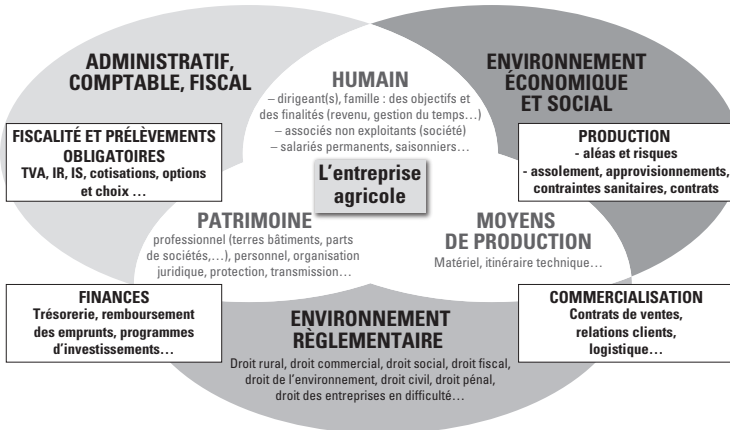 ADMINISTRATIF,
COMPTABLE, FISCAL
HUMAIN
– dirigeant(s), famille : des objectifs et
des finalités (revenu, gestion du temps…)
– associés non exploitants (société)
– salariés permanents, saisonniers…
ENVIRONNEMENT
ÉCONOMIQUE
ET SOCIAL
FISCALITÉ ET PRÉLÈVEMENTS
OBLIGATOIRES
TVA, IR, IS, cotisations, options
et choix …
PRODUCTION
- aléas et risques
- assolement, approvisionnements,
contraintes sanitaires, contrats
L’entreprise
agricole
PATRIMOINE
professionnel (terres bâtiments, parts
de sociétés,…), personnel, organisation
juridique, protection, transmission…
MOYENS
DE PRODUCTION
Matériel, itinéraire technique…
FINANCES
Trésorerie, remboursement
des emprunts, programmes
d’investissements…
ENVIRONNEMENT
RÈGLEMENTAIRE
Droit rural, droit commercial, droit social, droit fiscal,
droit de l’environnement, droit civil, droit pénal,
droit des entreprises en difficulté…
COMMERCIALISATION
Contrats de ventes,
relations clients,
logistique…